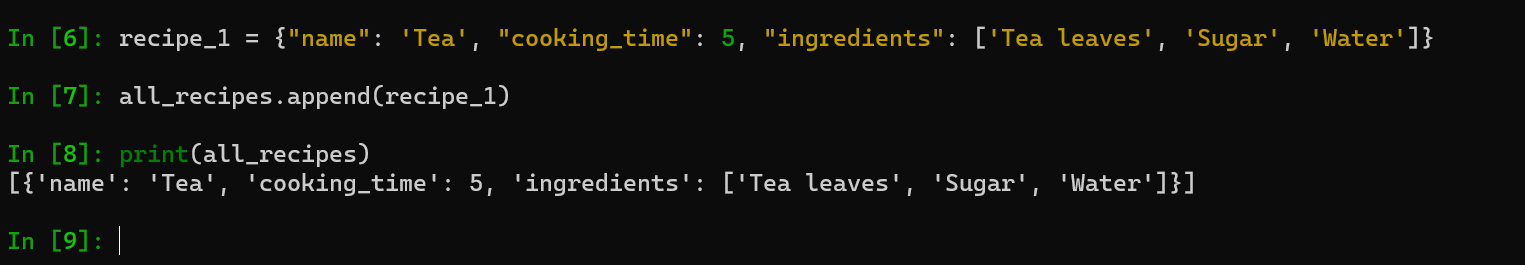 In [6]: recipe_1 = {"name": 'Tea', "cooking_time": 5, "ingredients": ['Tea leaves', 'Sugar', 'Water']}
In [7]: all_recipes.append(recipe_1)
In [8]: print(all_recipes)
[{'name': 'Tea', 'cooking_time': 5, 'ingredients': ['Tea leaves', 'Sugar', 'Water']}]
In [9]: